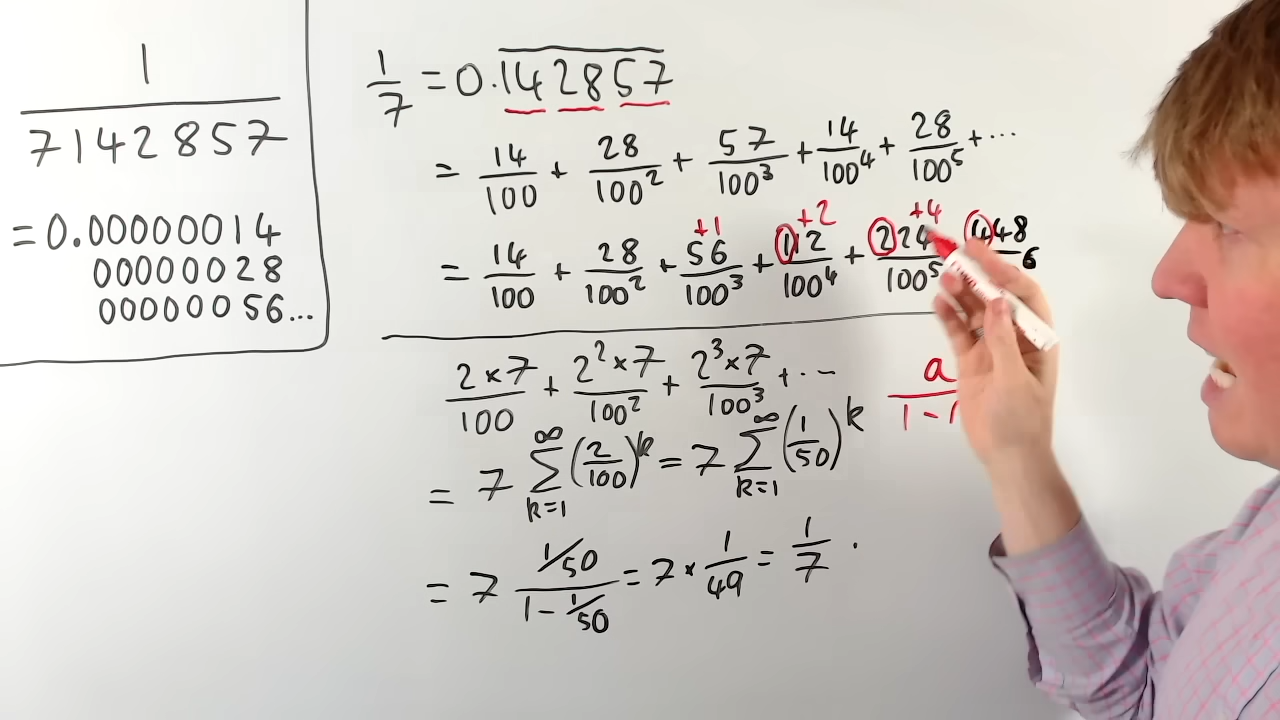 1
7142857
= 0.00000014
00000028
00000056...
1/7 = 0.142857
= 14/100 + 28/100² + 57/100³ + 14/100⁴ + 28/100⁵ + ...
+1 +2 +4
= 14/100 + 28/100² + 56/100³ + 112/100⁴ + 224/100⁵ 448/ 6
2×7/100 + 2²×7/100² + 2³×7/100³ + ...
a
1-
= 7 ∑ k=1 ∞ (2/100)^k = 7 ∑ k=1 ∞ (1/50)^k
= 7 (1/50)/(1 - 1/50) = 7 × 1/49 = 1/7 .